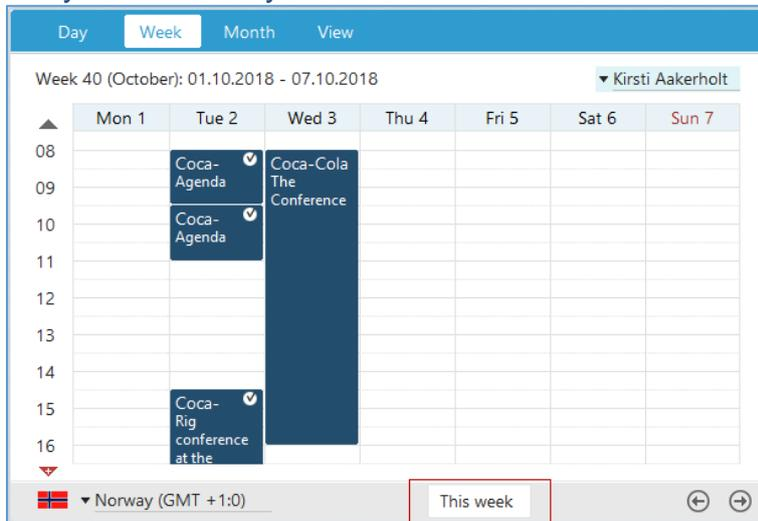 Day Week Month View
Week 40 (October): 01.10.2018 - 07.10.2018 Kirsti Aakerholt
Mon 1 Tue 2 Wed 3 Thu 4 Fri 5 Sat 6 Sun 7
08
Coca- Coca-Cola
Agenda The
09
Conference
Coca-
10
Agenda
11
12
13
14
Coca-
15
Rig
conference
16
at the
Norway (GMT +1:0) This week